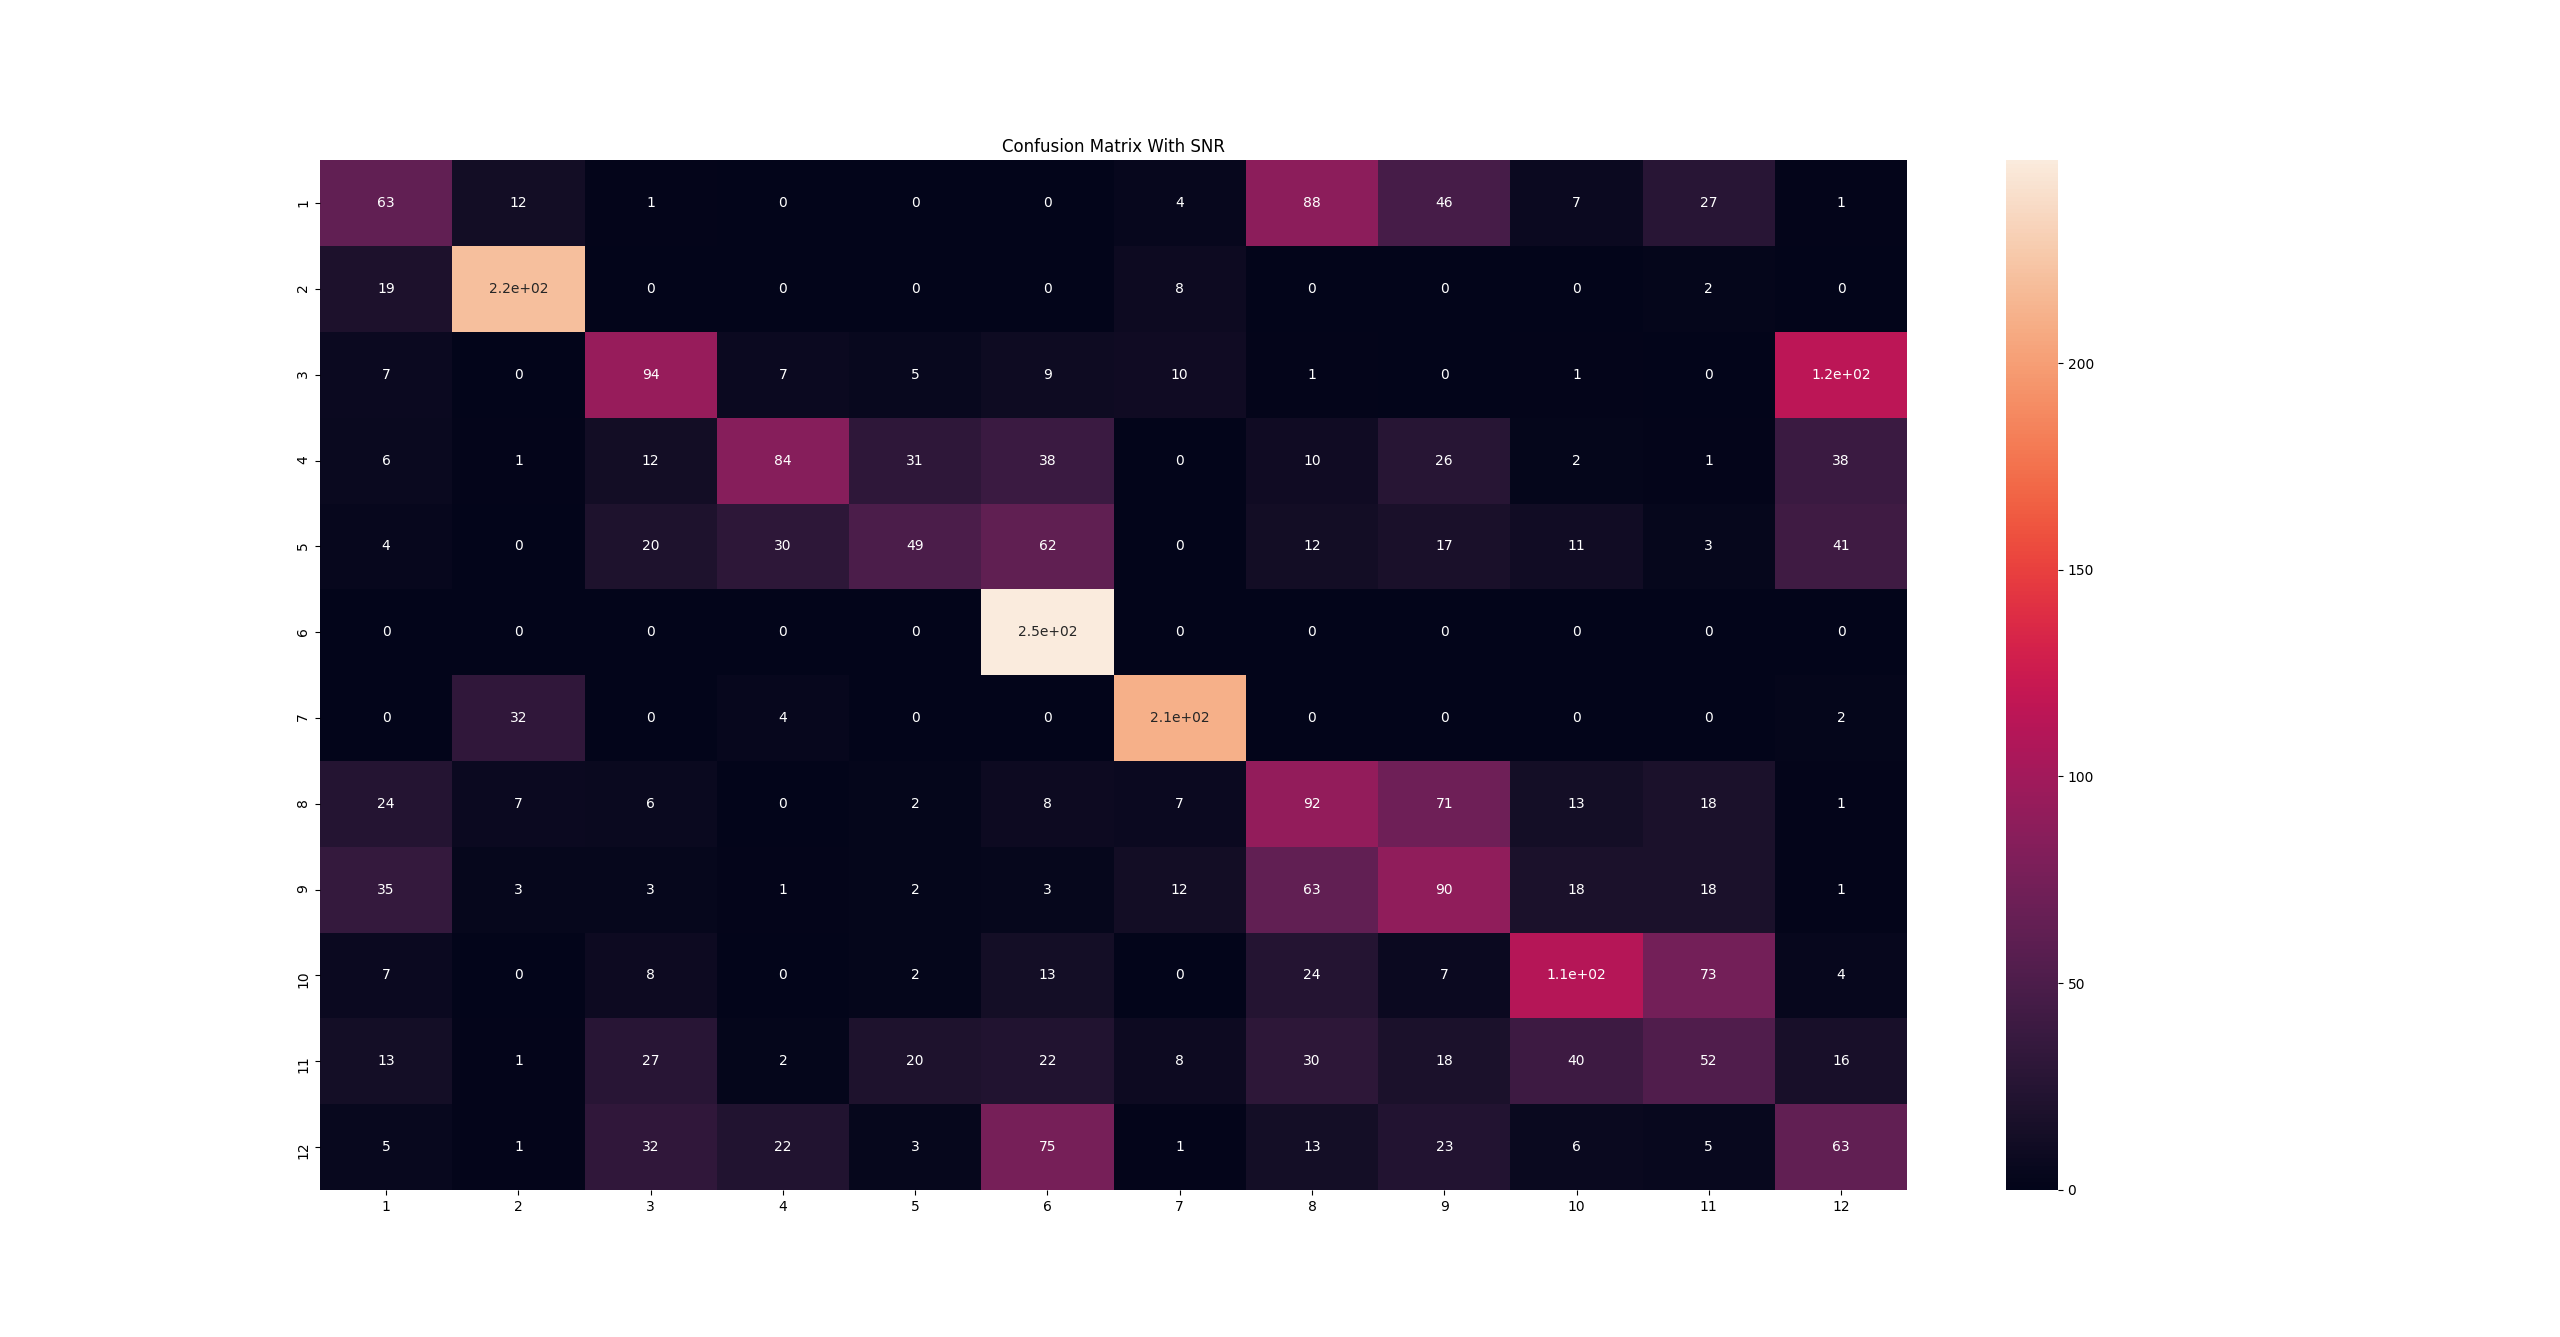 Confusion Matrix With SNR
1 63 12 1 0 0 0 4 88 46 7 27 1
2 19 2.2e+02 0 0 0 0 8 0 0 0 2 0
3 7 0 94 7 5 9 10 1 0 1 0 1.2e+02
4 6 1 12 84 31 38 0 10 26 2 1 38
5 4 0 20 30 49 62 0 12 17 11 3 41
6 0 0 0 0 0 2.5e+02 0 0 0 0 0 0
7 0 32 0 4 0 0 2.1e+02 0 0 0 0 2
8 24 7 6 0 2 8 7 92 71 13 18 1
9 35 3 3 1 2 3 12 63 90 18 18 1
10 7 0 8 0 2 13 0 24 7 1.1e+02 73 4
11 13 1 27 2 20 22 8 30 18 40 52 16
12 5 1 32 22 3 75 1 13 23 6 5 63
1 2 3 4 5 6 7 8 9 10 11 12
200
150
100
50
0